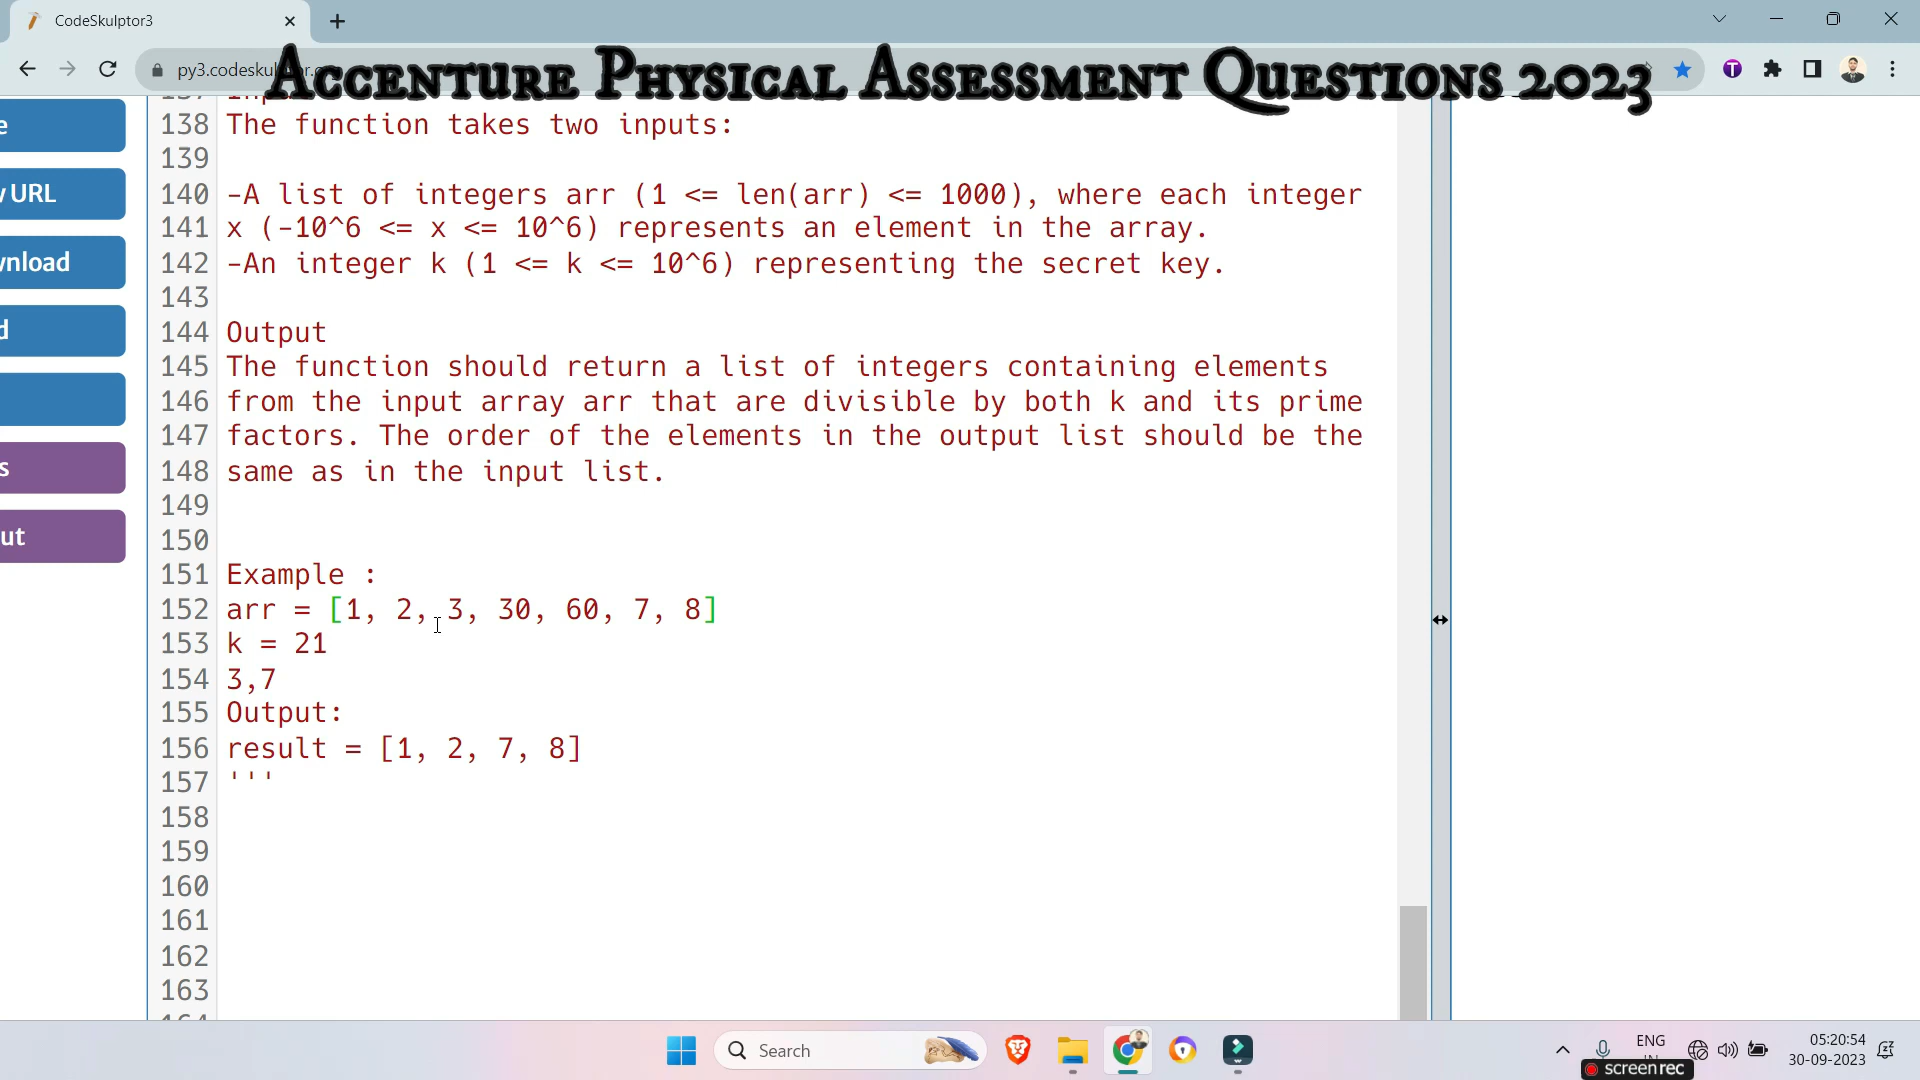 CodeSkulptor3
Accenture Physical Assessment Questions 2023
138 The function takes two inputs:
139
140 -A list of integers arr (1 <= len(arr) <= 1000), where each integer
141 x (-10^6 <= x <= 10^6) represents an element in the array.
142 -An integer k (1 <= k <= 10^6) representing the secret key.
143
144 Output
145 The function should return a list of integers containing elements
146 from the input array arr that are divisible by both k and its prime
147 factors. The order of the elements in the output list should be the
148 same as in the input list.
149
150
151 Example :
152 arr = [1, 2, 3, 30, 60, 7, 8]
153 k = 21
154 3,7
155 Output:
156 result = [1, 2, 7, 8]
157 '''
158
159
160
161
162
163
URL
Search
ENG
05:20:54
30-09-2023
screenrec